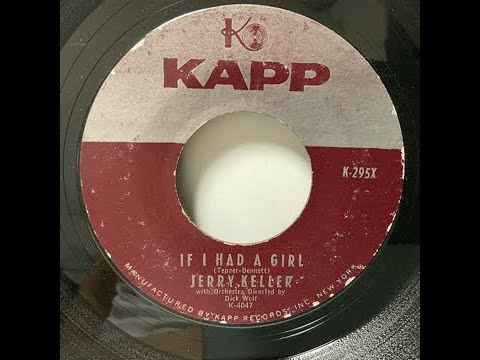 K
KAPP
K-295X
IF I HAD A GIRL
(Tepper-Bennett)
JERRY KELLER
with Orchestra Directed by
Dick Wolf
K-4047
MANUFACTURED BY KAPP RECORDS, INC. NEW YORK,